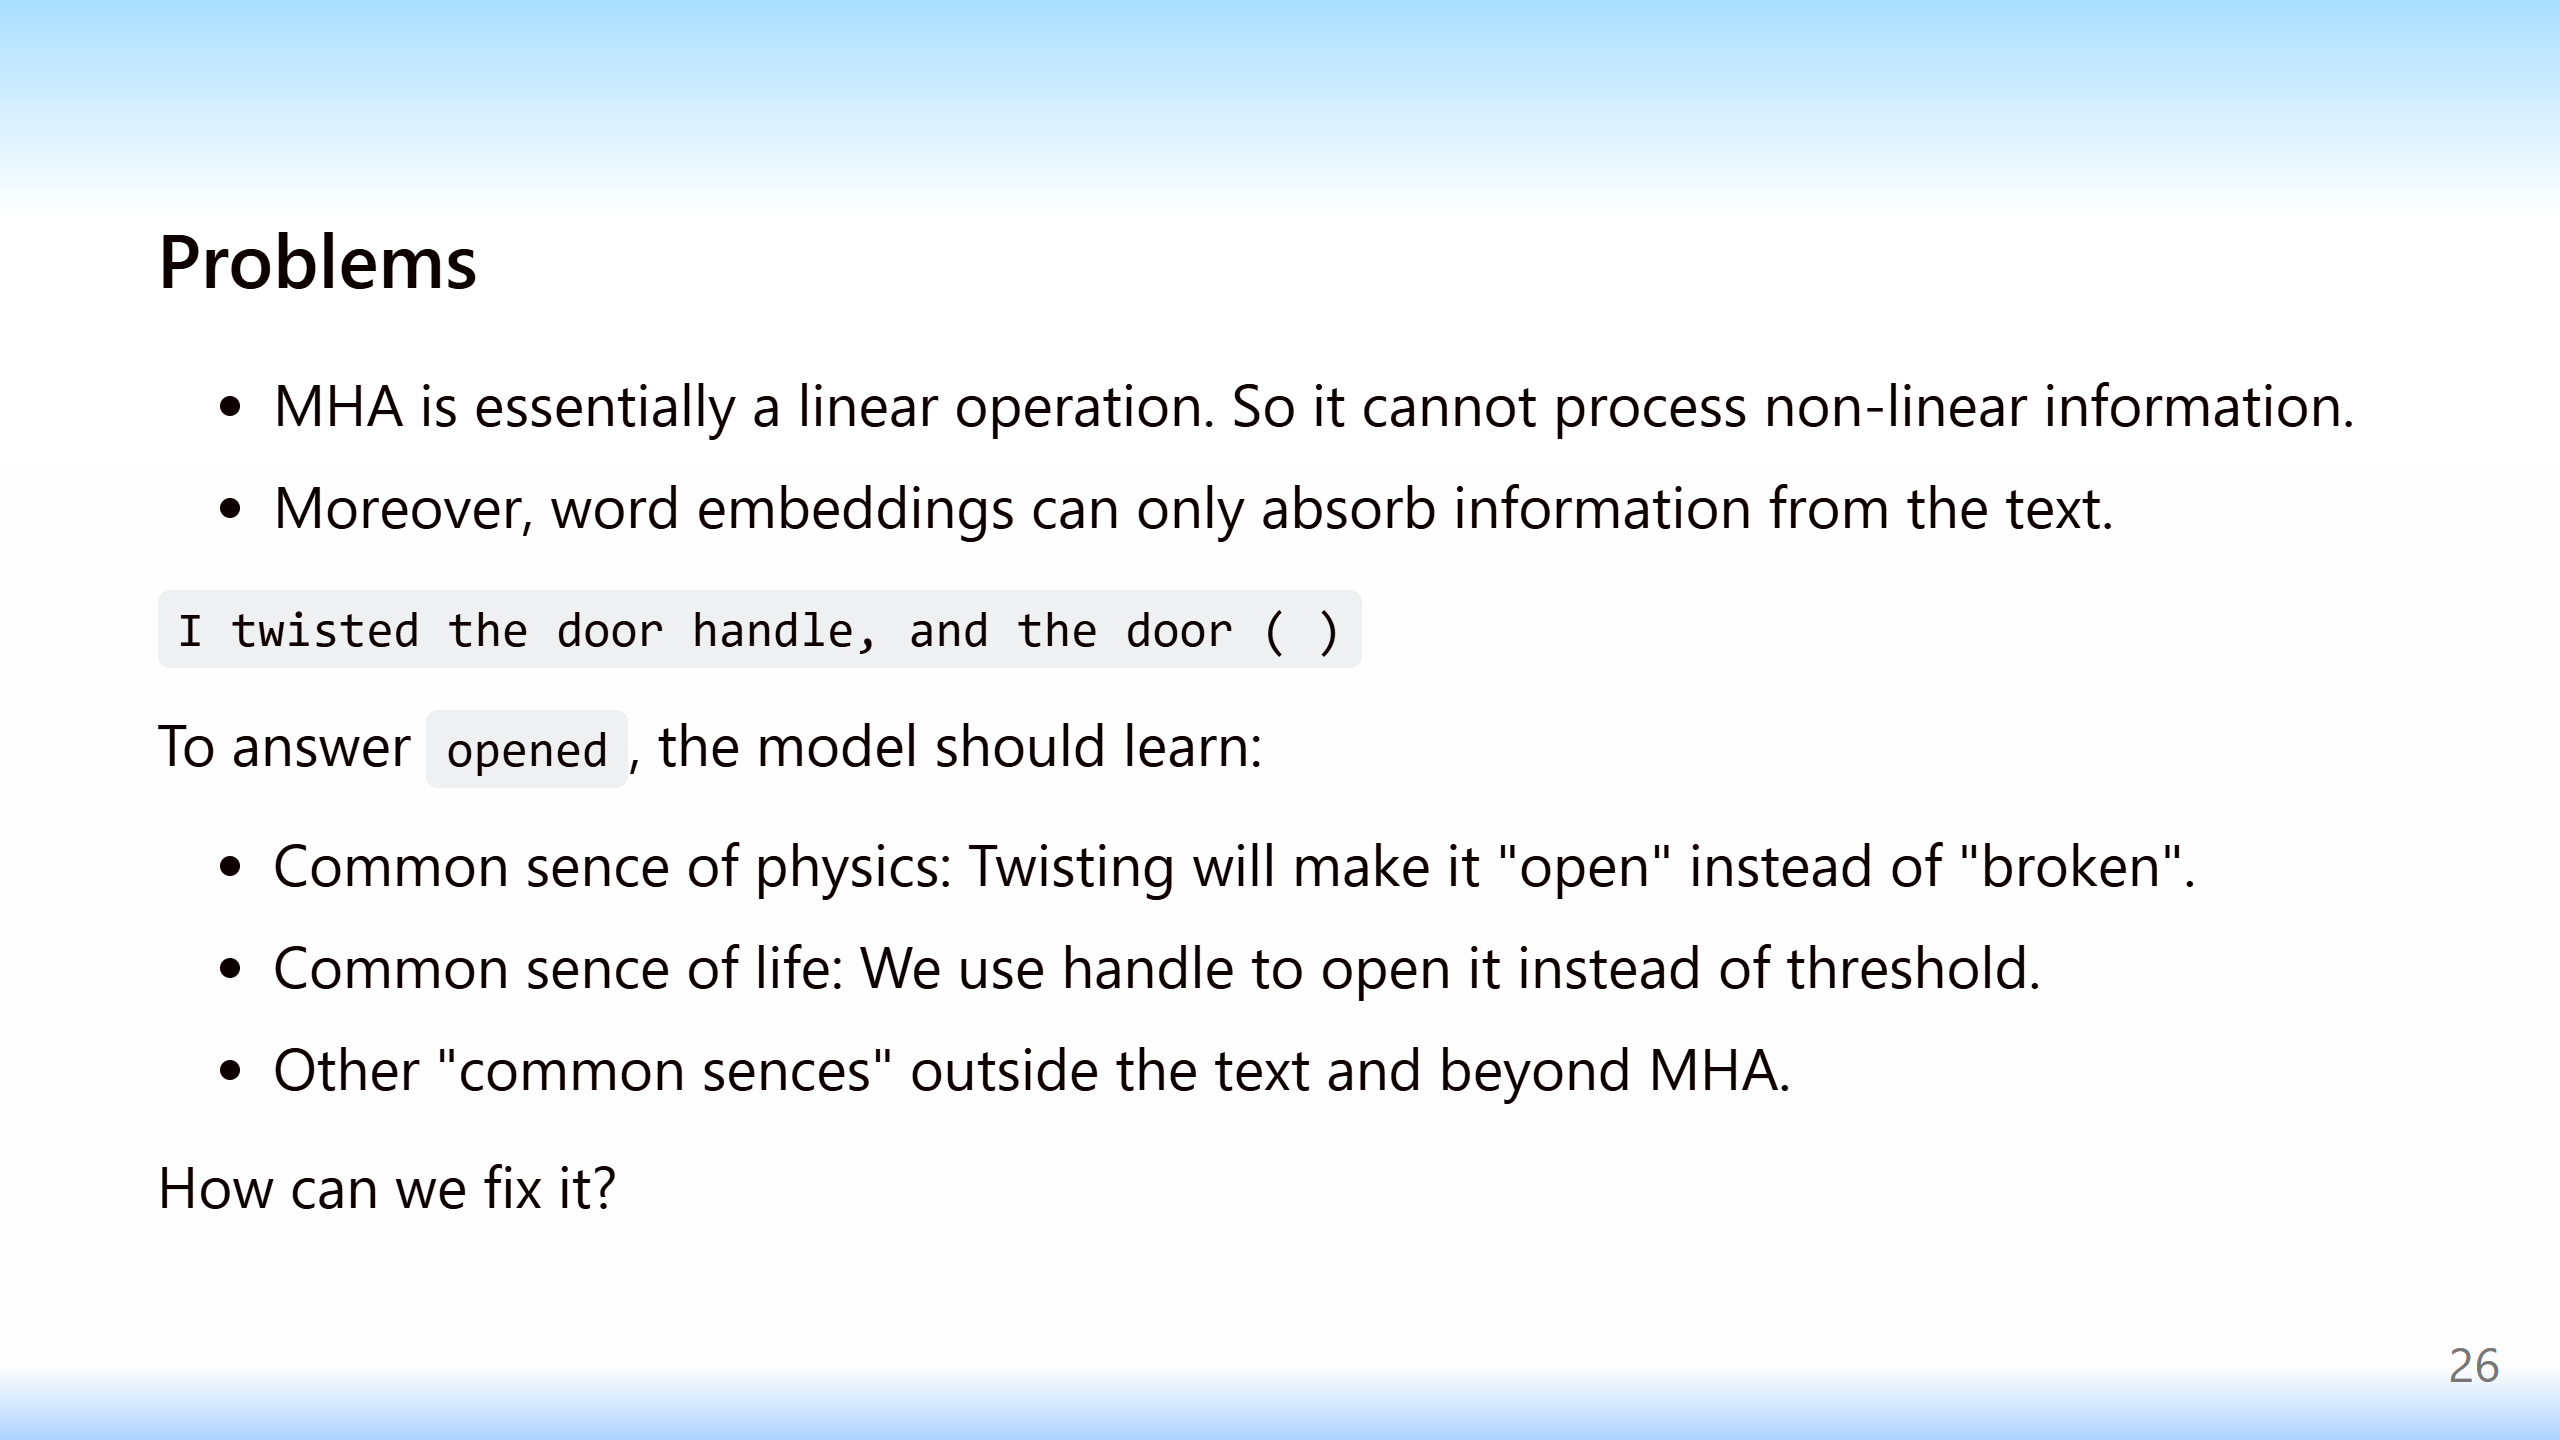 Problems
• MHA is essentially a linear operation. So it cannot process non-linear information.
• Moreover, word embeddings can only absorb information from the text.
I twisted the door handle, and the door ( )
To answer opened, the model should learn:
• Common sence of physics: Twisting will make it "open" instead of "broken".
• Common sence of life: We use handle to open it instead of threshold.
• Other "common sences" outside the text and beyond MHA.
How can we fix it?
26